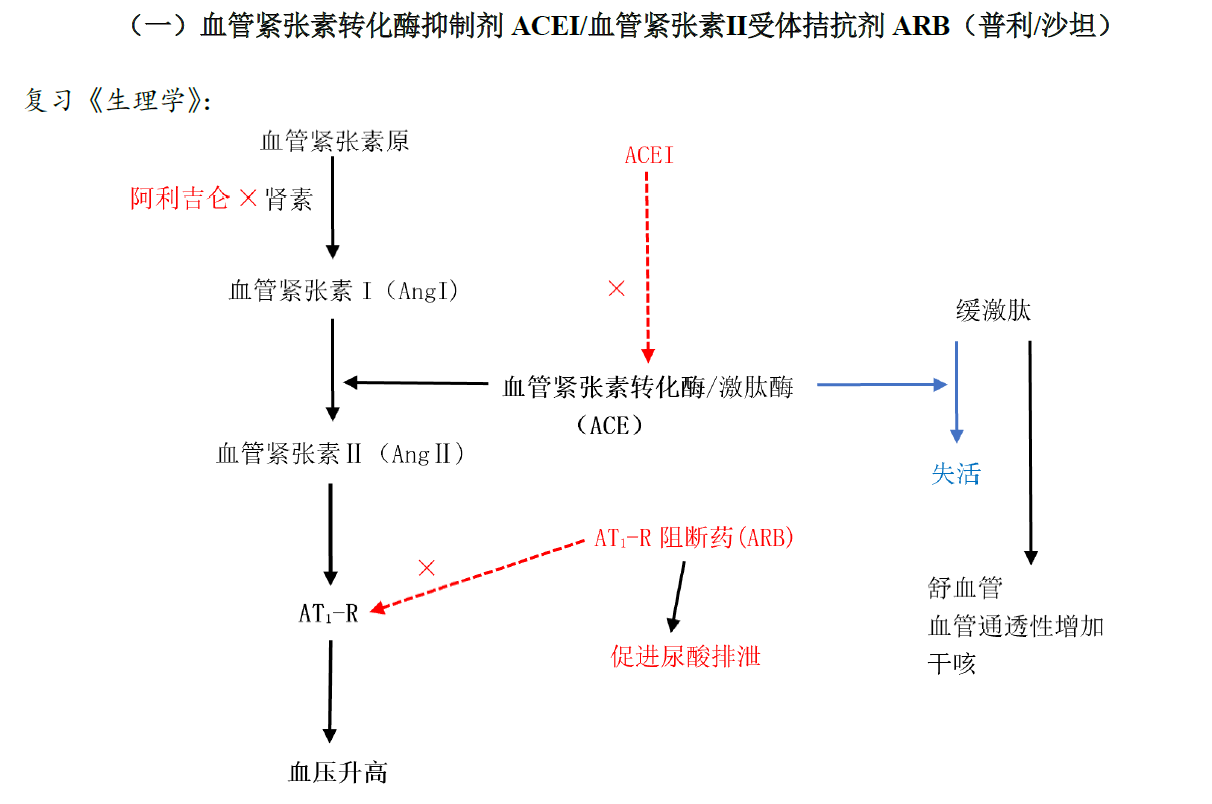 （一）血管紧张素转化酶抑制剂 ACEI/血管紧张素II受体拮抗剂 ARB（普利/沙坦）
复习《生理学》：
血管紧张素原
ACEI
阿利吉仑 × 肾素
血管紧张素 I（AngI）
×
缓激肽
血管紧张素转化酶/激肽酶
（ACE）
血管紧张素Ⅱ（AngⅡ）
失活
AT₁-R 阻断药(ARB)
×
舒血管
AT₁-R
血管通透性增加
促进尿酸排泄
干咳
血压升高